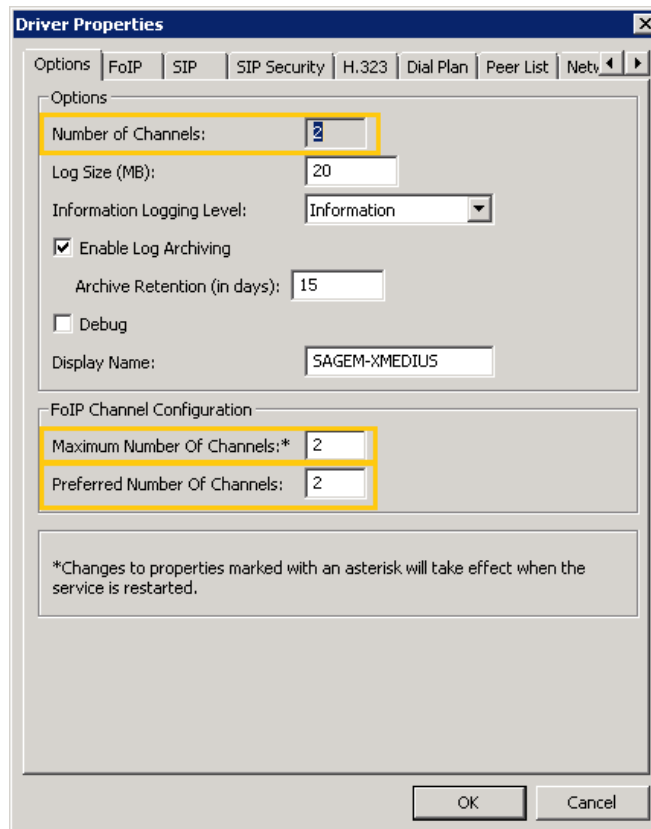 Driver Properties
Options FoIP SIP SIP Security H.323 Dial Plan Peer List
Options
Number of Channels: 2
Log Size (MB): 20
Information Logging Level: Information
Enable Log Archiving
Archive Retention (in days): 15
Debug
Display Name: SAGEM-XMEDIUS
FoIP Channel Configuration
Maximum Number Of Channels:* 2
Preferred Number Of Channels: 2
*Changes to properties marked with an asterisk will take effect when the
service is restarted.
OK Cancel